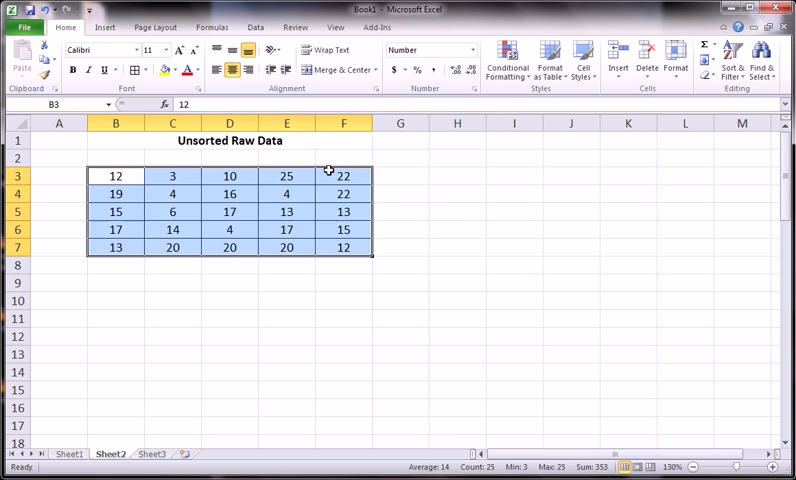 Book1 - Microsoft Excel
File Home Insert Page Layout Formulas Data Review View Add-Ins
Calibri 11 A A Wrap Text Number
Paste B I U A Merge & Center $ % , Conditional Formatting Format as Table Cell Styles Insert Delete Format Sort & Filter Find & Select
Clipboard Font Alignment Number Styles Cells Editing
B3 fx 12
A B C D E F G H I J K L M
1 Unsorted Raw Data
2
3 12 3 10 25 22
4 19 4 16 4 22
5 15 6 17 13 13
6 17 14 4 17 15
7 13 20 20 20 12
8
9
10
11
12
13
14
15
16
17
18
Sheet1 Sheet2 Sheet3
Ready Average: 14 Count: 25 Min: 3 Max: 25 Sum: 353 130%